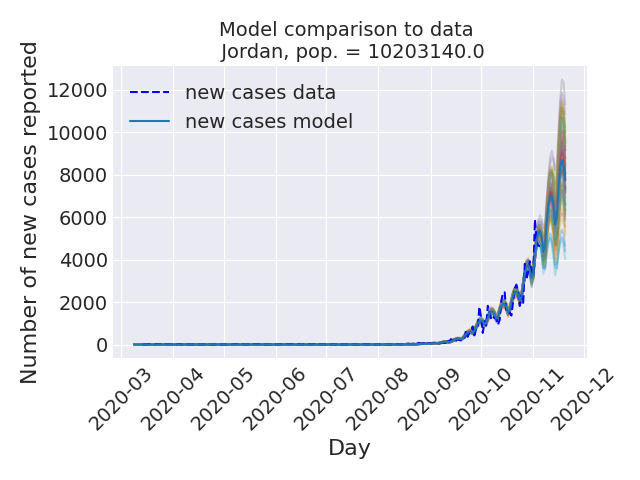 Model comparison to data
Jordan, pop. = 10203140.0
Number of new cases reported
12000
10000
8000
6000
4000
2000
0
new cases data
new cases model
2020-03
2020-04
2020-05
2020-06
2020-07
2020-08
2020-09
2020-10
2020-11
2020-12
Day